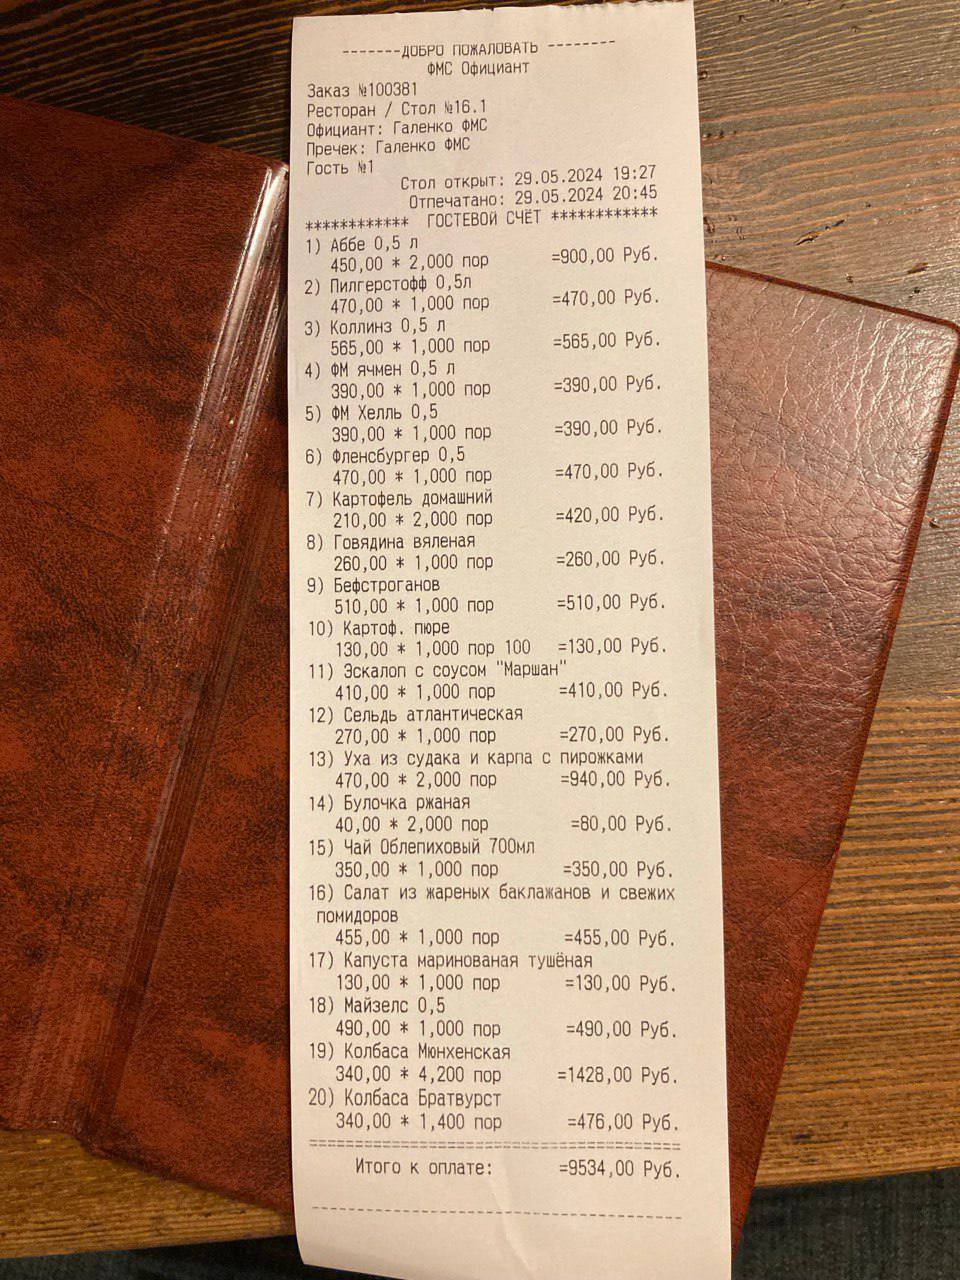 -------ДОБРО ПОЖАЛОВАТЬ --------
ФМС Официант
Заказ №100381
Ресторан / Стол №16.1
Официант: Галенко ФМС
Пречек: Галенко ФМС
Гость №1
Стол открыт: 29.05.2024 19:27
Отпечатано: 29.05.2024 20:45
************ ГОСТЕВОЙ СЧЁТ ************
1) Аббе 0,5 л
450,00 * 2,000 пор =900,00 Руб.
2) Пилгерстофф 0,5л
470,00 * 1,000 пор =470,00 Руб.
3) Коллинз 0,5 л
565,00 * 1,000 пор =565,00 Руб.
4) ФМ ячмен 0,5 л
390,00 * 1,000 пор =390,00 Руб.
5) ФМ Хелль 0,5
390,00 * 1,000 пор =390,00 Руб.
6) Фленсбургер 0,5
470,00 * 1,000 пор =470,00 Руб.
7) Картофель домашний
210,00 * 2,000 пор =420,00 Руб.
8) Говядина вяленая
260,00 * 1,000 пор =260,00 Руб.
9) Бефстроганов
510,00 * 1,000 пор =510,00 Руб.
10) Картоф. пюре
130,00 * 1,000 пор 100 =130,00 Руб.
11) Эскалоп с соусом "Маршан"
410,00 * 1,000 пор =410,00 Руб.
12) Сельдь атлантическая
270,00 * 1,000 пор =270,00 Руб.
13) Уха из судака и карпа с пирожками
470,00 * 2,000 пор =940,00 Руб.
14) Булочка ржаная
40,00 * 2,000 пор =80,00 Руб.
15) Чай Облепиховый 700мл
350,00 * 1,000 пор =350,00 Руб.
16) Салат из жареных баклажанов и свежих
помидоров
455,00 * 1,000 пор =455,00 Руб.
17) Капуста маринованая тушёная
130,00 * 1,000 пор =130,00 Руб.
18) Майзелс 0,5
490,00 * 1,000 пор =490,00 Руб.
19) Колбаса Мюнхенская
340,00 * 4,200 пор =1428,00 Руб.
20) Колбаса Братвурст
340,00 * 1,400 пор =476,00 Руб.
Итого к оплате: =9534,00 Руб.